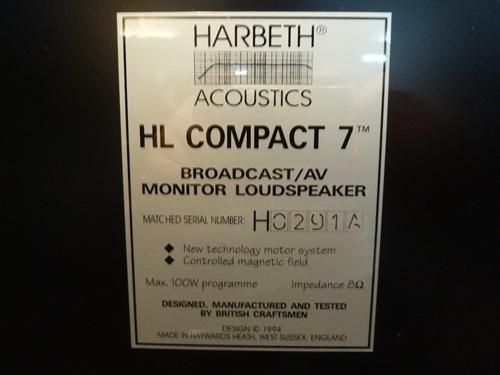 HARBETH®
ACOUSTICS
HL COMPACT 7™
BROADCAST/AV
MONITOR LOUDSPEAKER
MATCHED SERIAL NUMBER: H0291A
◆ New technology motor system
◆ Controlled magnetic field
Max. 100W programme Impedance 8Ω
DESIGNED, MANUFACTURED AND TESTED
BY BRITISH CRAFTSMEN
DESIGN © 1994
MADE IN HAYWARDS HEATH, WEST SUSSEX, ENGLAND